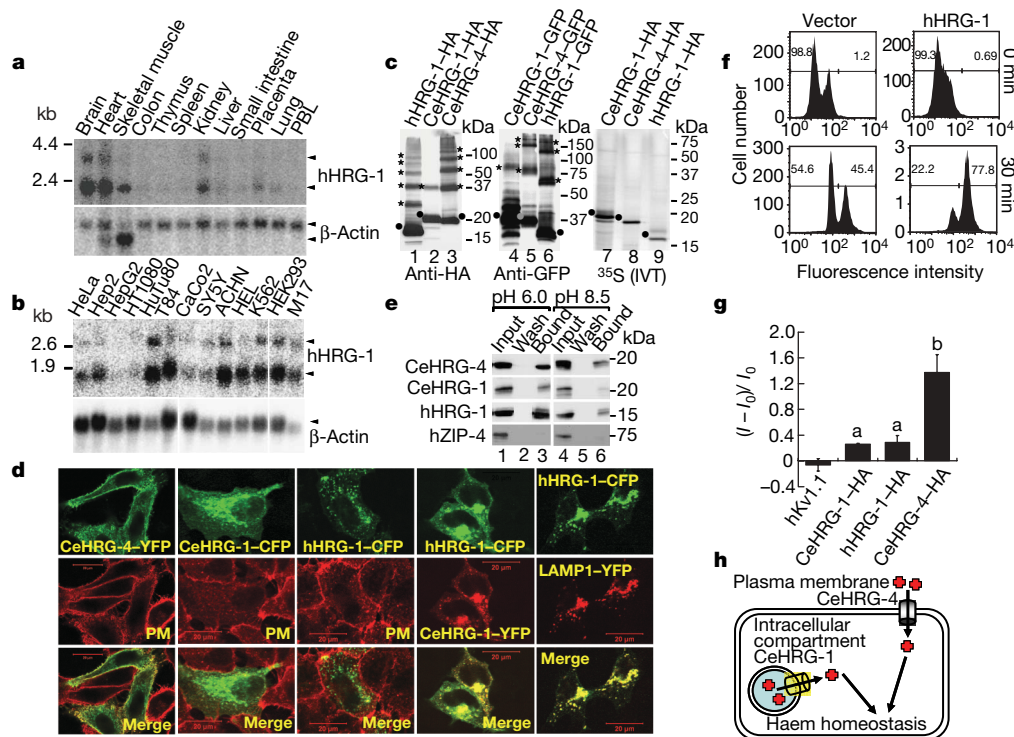 a
kb
Brain
Heart
Skeletal muscle
Colon
Thymus
Spleen
Kidney
Liver
Small intestine
Placenta
Lung
PBL
4.4
2.4
hHRG-1
β-Actin
b
kb
HeLa
Hep2
HepG2
HT1080
HuTu80
T84
CaCo2
SY5Y
ACHN
HEL
K562
HEK293
M17
2.6
1.9
hHRG-1
β-Actin
c
hHRG-1–HA
CeHRG-1–HA
CeHRG-4–HA
kDa
100
50
37
20
15
1 2 3
Anti-HA
CeHRG-1–GFP
CeHRG-4–GFP
hHRG-1–GFP
kDa
150
100
75
50
37
4 5 6
Anti-GFP
CeHRG-1–HA
CeHRG-4–HA
hHRG-1–HA
kDa
75
50
37
25
20
15
7 8 9
35S (IVT)
d
CeHRG-4–YFP
CeHRG-1–CFP
hHRG-1–CFP
hHRG-1–CFP
hHRG-1–CFP
PM
PM
20 µm
PM
20 µm
CeHRG-1–YFP
20 µm
LAMP1–YFP
20 µm
Merge
Merge
Merge
20 µm
Merge
20 µm
Merge
20 µm
e
pH 6.0 pH 8.5
Input
Wash
Bound
Input
Wash
Bound
kDa
CeHRG-4
20
CeHRG-1
20
hHRG-1
15
hZIP-4
75
1 2 3 4 5 6
f
Vector hHRG-1
Cell number
200
100
0
98.8 1.2
10⁰ 10² 10⁴
200
100
0
99.3 0.69
10⁰ 10² 10⁴
0 min
300
200
100
0
54.6 45.4
10⁰ 10² 10⁴
3
2
1
0
22.2 77.8
10⁰ 10² 10⁴
30 min
Fluorescence intensity
g
(I – I0)/ I0
2.0
1.6
1.2
0.8
0.4
0
–0.4
a
a
b
hKv1.1
CeHRG-1–HA
hHRG-1–HA
CeHRG-4–HA
h
Plasma membrane
CeHRG-4
Intracellular
compartment
CeHRG-1
Haem homeostasis